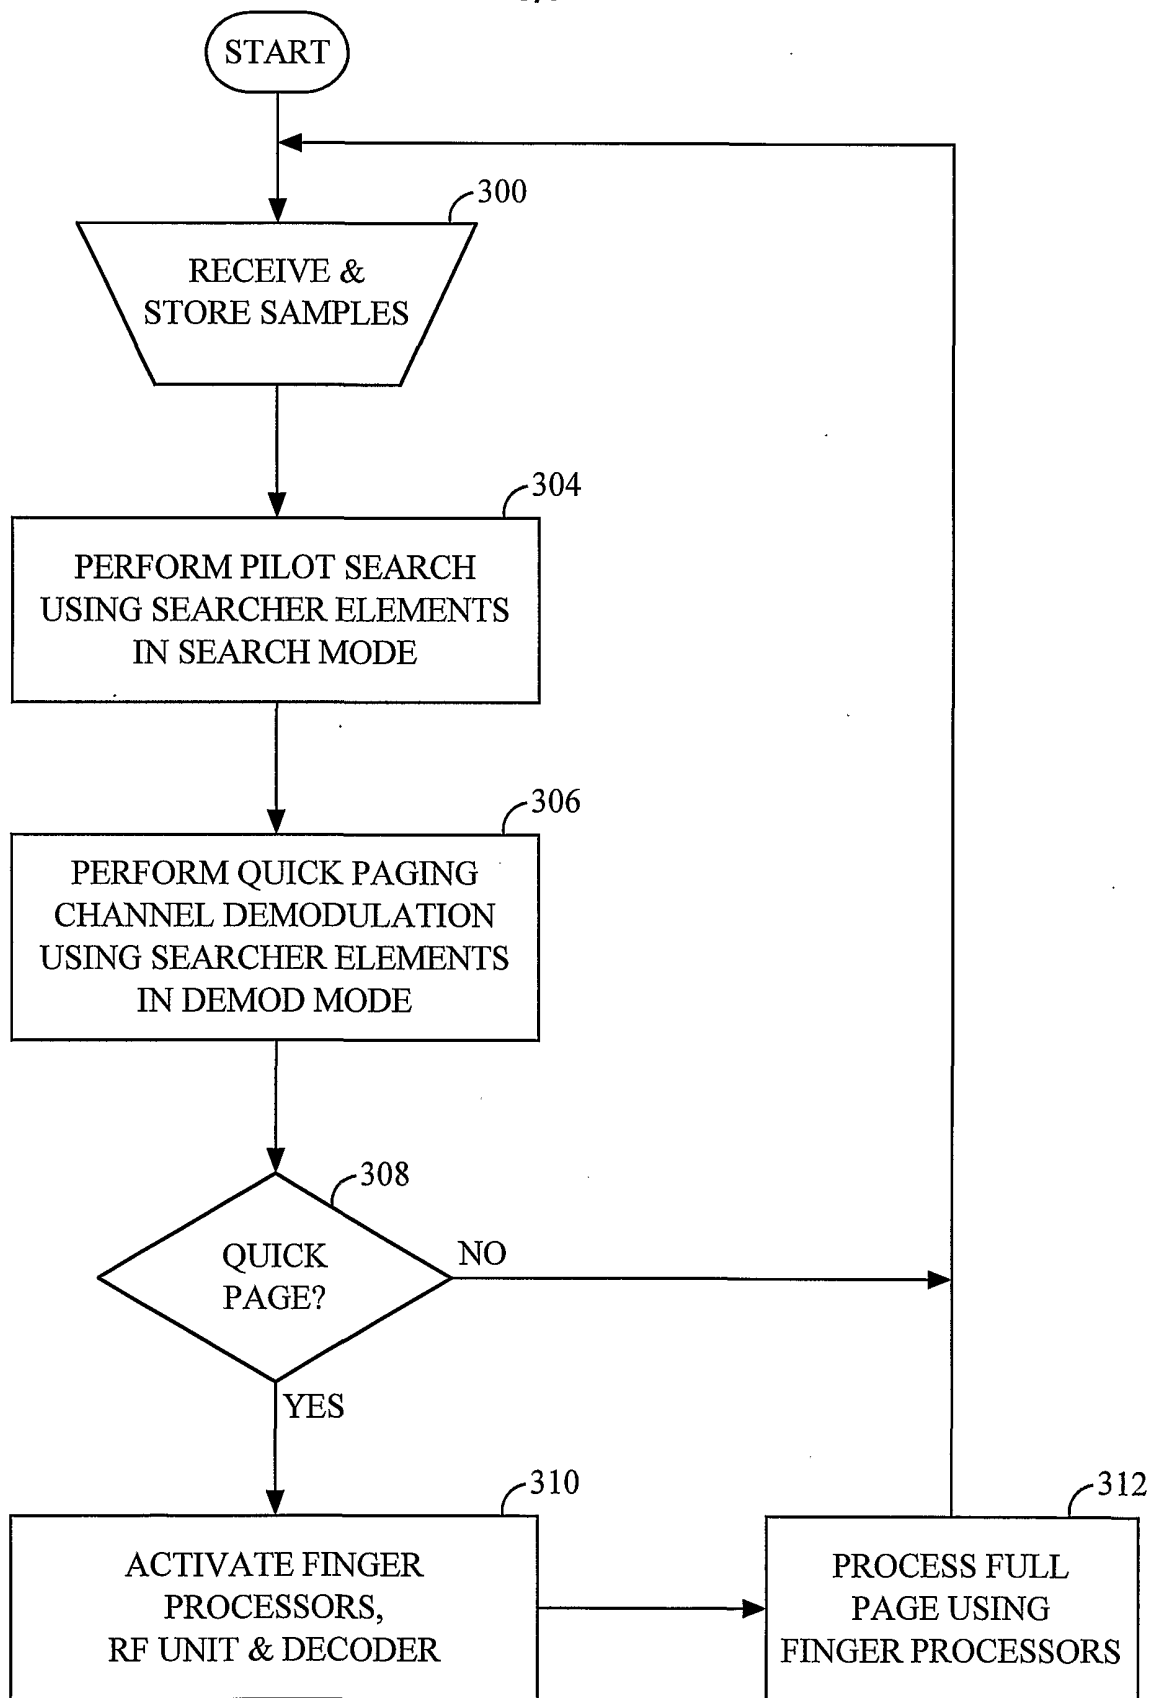 START
300
RECEIVE &
STORE SAMPLES
304
PERFORM PILOT SEARCH
USING SEARCHER ELEMENTS
IN SEARCH MODE
306
PERFORM QUICK PAGING
CHANNEL DEMODULATION
USING SEARCHER ELEMENTS
IN DEMOD MODE
308
QUICK
PAGE?
NO
YES
310
ACTIVATE FINGER
PROCESSORS,
RF UNIT & DECODER
312
PROCESS FULL
PAGE USING
FINGER PROCESSORS